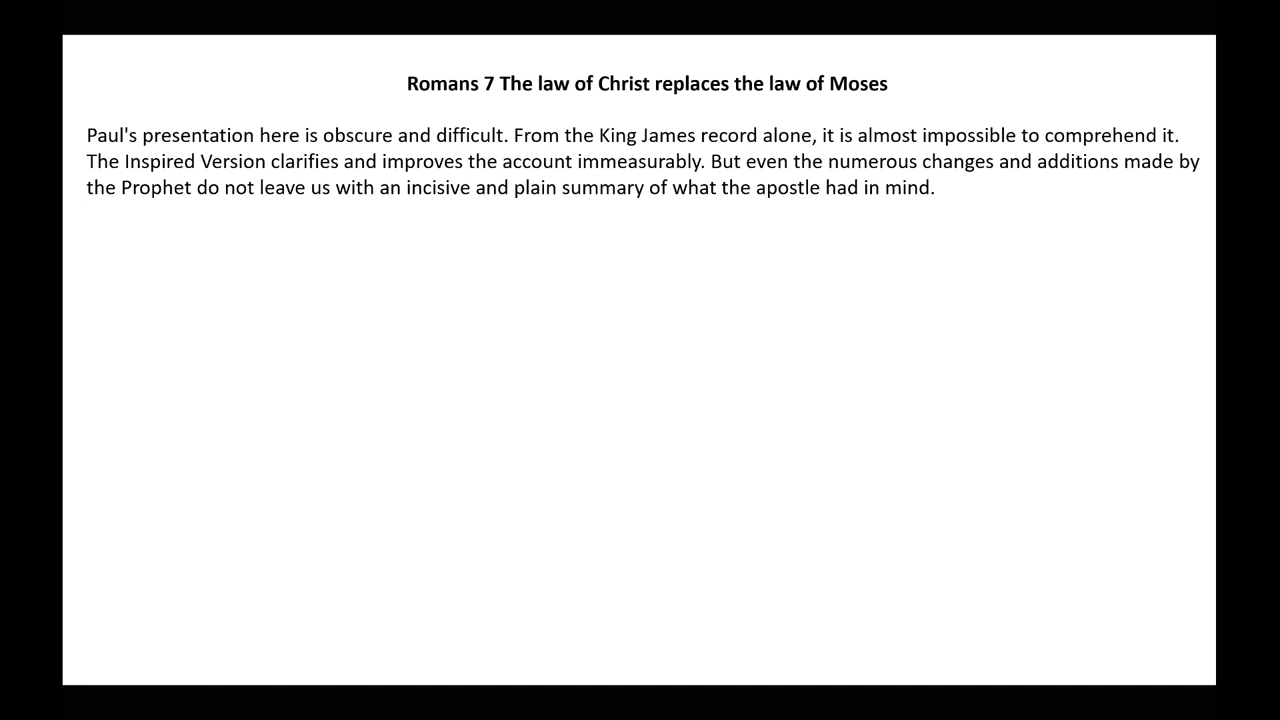 Romans 7 The law of Christ replaces the law of Moses
Paul's presentation here is obscure and difficult. From the King James record alone, it is almost impossible to comprehend it.
The Inspired Version clarifies and improves the account immeasurably. But even the numerous changes and additions made by
the Prophet do not leave us with an incisive and plain summary of what the apostle had in mind.